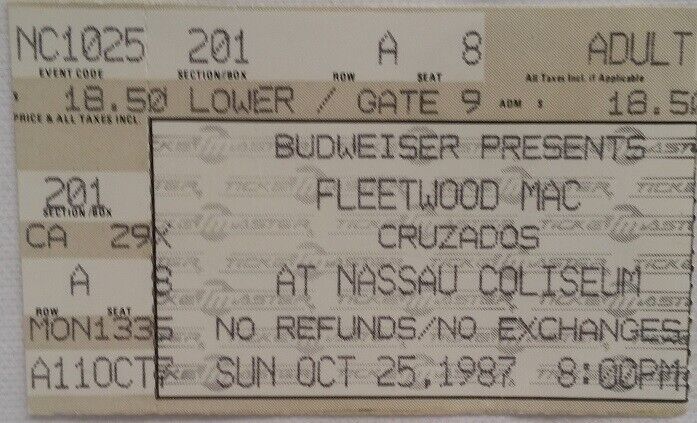 NC1025 201 A 8 ADULT
EVENT CODE SECTION/BOX ROW SEAT All Taxes Incl. if Applicable
$ 18.50 LOWER / GATE 9 ADM $ 18.50
PRICE & ALL TAXES INCL.
BUDWEISER PRESENTS
201 FLEETWOOD MAC
SECTION/BOX
CA 29X CRUZADOS
A 8 AT NASSAU COLISEUM
ROW SEAT
MON133S NO REFUNDS/NO EXCHANGES
A11OCT7 SUN OCT 25,1987 8:00PM